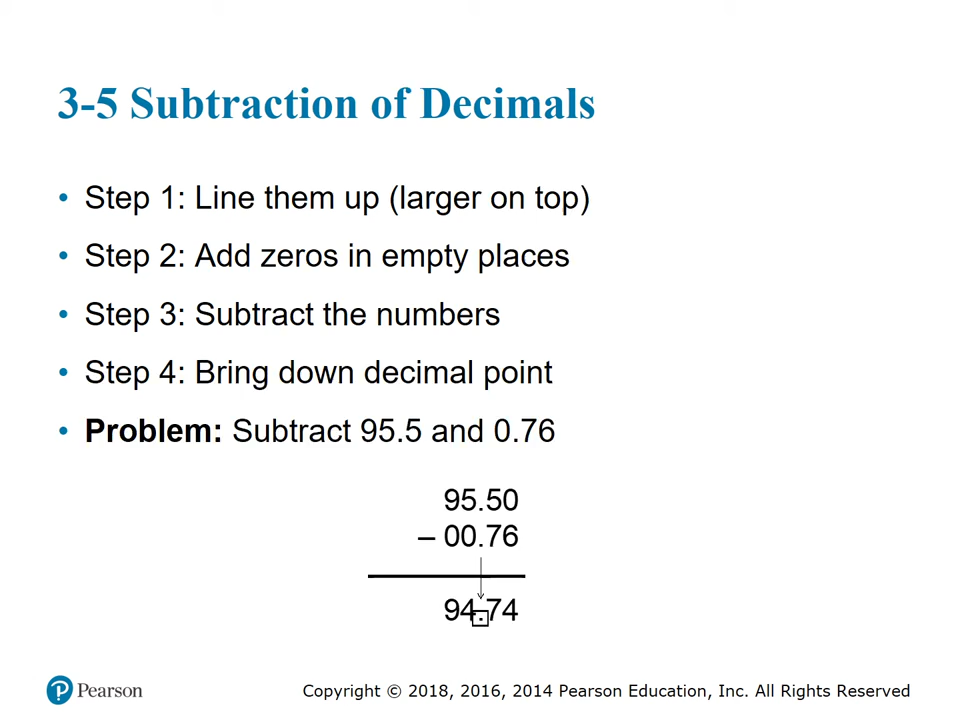 3-5 Subtraction of Decimals
• Step 1: Line them up (larger on top)
• Step 2: Add zeros in empty places
• Step 3: Subtract the numbers
• Step 4: Bring down decimal point
• Problem: Subtract 95.5 and 0.76
95.50
– 00.76
94.74
Pearson
Copyright © 2018, 2016, 2014 Pearson Education, Inc. All Rights Reserved